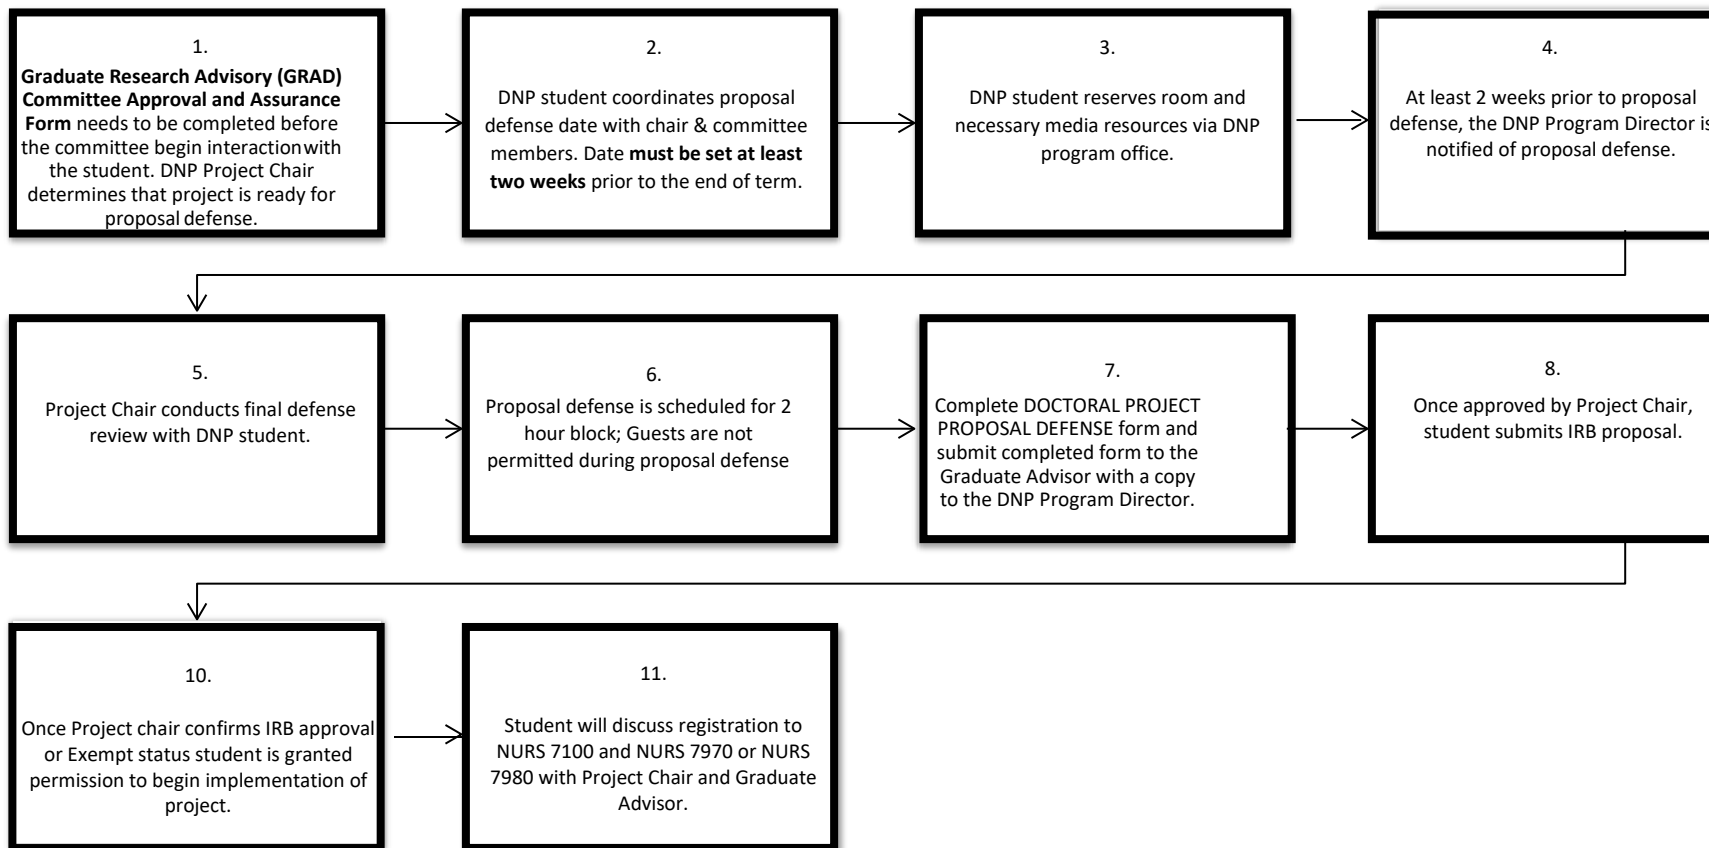 1.
Graduate Research Advisory (GRAD)
Committee Approval and Assurance
Form needs to be completed before
the committee begin interaction with
the student. DNP Project Chair
determines that project is ready for
proposal defense.
2.
DNP student coordinates proposal
defense date with chair & committee
members. Date must be set at least
two weeks prior to the end of term.
3.
DNP student reserves room and
necessary media resources via DNP
program office.
4.
At least 2 weeks prior to proposal
defense, the DNP Program Director is
notified of proposal defense.
5.
Project Chair conducts final defense
review with DNP student.
6.
Proposal defense is scheduled for 2
hour block; Guests are not
permitted during proposal defense
7.
Complete DOCTORAL PROJECT
PROPOSAL DEFENSE form and
submit completed form to the
Graduate Advisor with a copy
to the DNP Program Director.
8.
Once approved by Project Chair,
student submits IRB proposal.
10.
Once Project chair confirms IRB approval
or Exempt status student is granted
permission to begin implementation of
project.
11.
Student will discuss registration to
NURS 7100 and NURS 7970 or NURS
7980 with Project Chair and Graduate
Advisor.